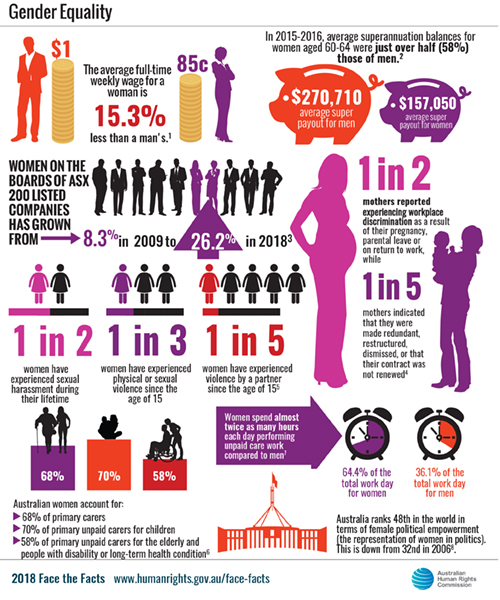 Gender Equality
$1
The average full-time
weekly wage for a
woman is
15.3%
less than a man's.1
85c
In 2015-2016, average superannuation balances for
women aged 60-64 were just over half (58%)
those of men.2
$270,710
average super
payout for men
$157,050
average super
payout for women
WOMEN ON THE
BOARDS OF ASX
200 LISTED
COMPANIES
HAS GROWN
FROM 8.3% in 2009 to 26.2% in 20183
1 in 2
mothers reported
experiencing workplace
discrimination as a result
of their pregnancy,
parental leave or
on return to work,
while
1 in 5
mothers indicated
that they were
made redundant,
restructured,
dismissed, or that
their contract was
not renewed4
1 in 2
women have
experienced sexual
harassment during
their lifetime
1 in 3
women have experienced
physical or sexual
violence since the
age of 15
1 in 5
women have experienced
violence by a partner
since the age of 155
68%
70%
58%
Australian women account for:
68% of primary carers
70% of primary unpaid carers for children
58% of primary unpaid carers for the elderly and
people with disability or long-term health condition6
Women spend almost
twice as many hours
each day performing
unpaid care work
compared to men7
64.4% of the
total work day
for women
36.1% of the
total work day
for men
Australia ranks 48th in the world in
terms of female political empowerment
(the representation of women in politics).
This is down from 32nd in 20068.
2018 Face the Facts www.humanrights.gov.au/face-facts
Australian
Human Rights
Commission